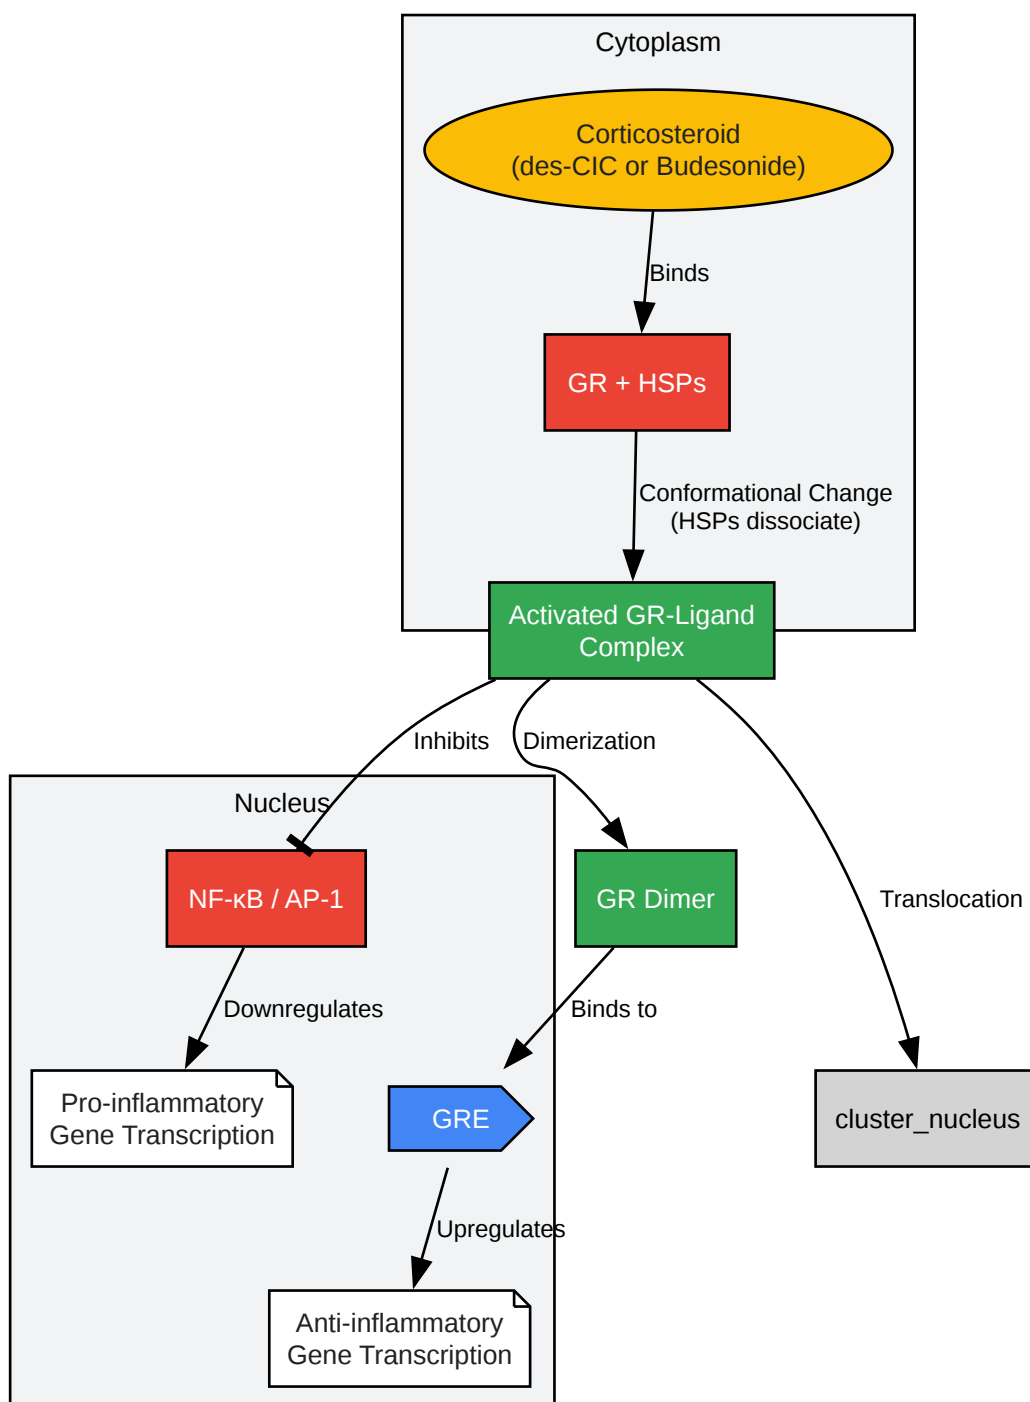 Cytoplasm
Corticosteroid
(des-CIC or Budesonide)
Binds
GR + HSPs
Conformational Change
(HSPs dissociate)
Activated GR-Ligand
Complex
Inhibits
Dimerization
Nucleus
NF-κB / AP-1
GR Dimer
Translocation
Downregulates
Binds to
Pro-inflammatory
Gene Transcription
GRE
cluster_nucleus
Upregulates
Anti-inflammatory
Gene Transcription